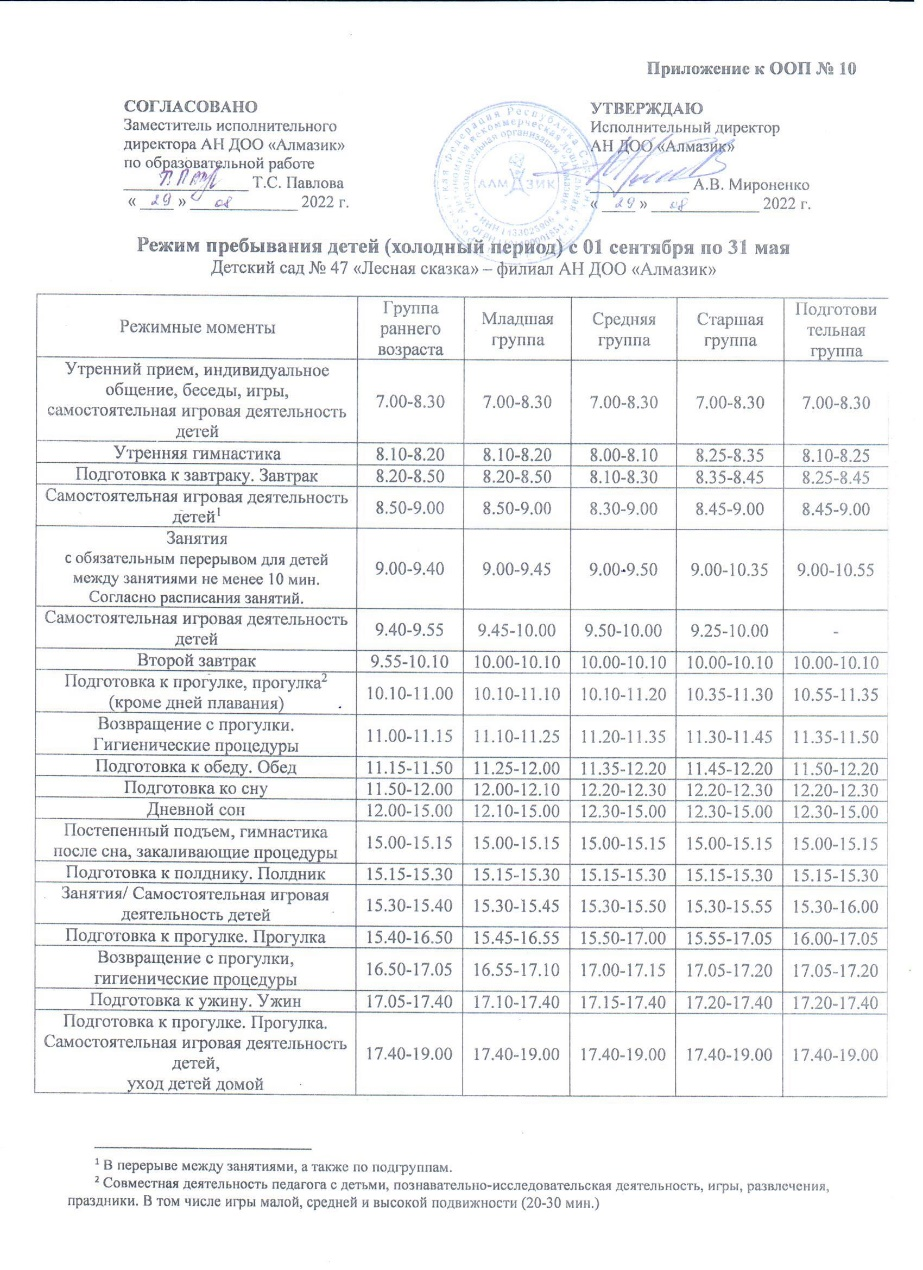 Приложение к ООП № 10
СОГЛАСОВАНО
Заместитель исполнительного
директора АН ДОО «Алмазик»
по образовательной работе
_______________ Т.С. Павлова
« 29 » 08 2022 г.
УТВЕРЖДАЮ
Исполнительный директор
АН ДОО «Алмазик»
____________ А.В. Мироненко
« 29 » 08 2022 г.
АЛМАЗИК
Режим пребывания детей (холодный период) с 01 сентября по 31 мая
Детский сад № 47 «Лесная сказка» – филиал АН ДОО «Алмазик»
Режимные моменты
Группа
раннего
возраста
Младшая
группа
Средняя
группа
Старшая
группа
Подготови
тельная
группа
Утренний прием, индивидуальное
общение, беседы, игры,
самостоятельная игровая деятельность
детей
7.00-8.30 7.00-8.30 7.00-8.30 7.00-8.30 7.00-8.30
Утренняя гимнастика 8.10-8.20 8.10-8.20 8.00-8.10 8.25-8.35 8.10-8.25
Подготовка к завтраку. Завтрак 8.20-8.50 8.20-8.50 8.10-8.30 8.35-8.45 8.25-8.45
Самостоятельная игровая деятельность
детей¹
8.50-9.00 8.50-9.00 8.30-9.00 8.45-9.00 8.45-9.00
Занятия
с обязательным перерывом для детей
между занятиями не менее 10 мин.
Согласно расписания занятий.
9.00-9.40 9.00-9.45 9.00-9.50 9.00-10.35 9.00-10.55
Самостоятельная игровая деятельность
детей
9.40-9.55 9.45-10.00 9.50-10.00 9.25-10.00 -
Второй завтрак 9.55-10.10 10.00-10.10 10.00-10.10 10.00-10.10 10.00-10.10
Подготовка к прогулке, прогулка²
(кроме дней плавания)
10.10-11.00 10.10-11.10 10.10-11.20 10.35-11.30 10.55-11.35
Возвращение с прогулки.
Гигиенические процедуры
11.00-11.15 11.10-11.25 11.20-11.35 11.30-11.45 11.35-11.50
Подготовка к обеду. Обед 11.15-11.50 11.25-12.00 11.35-12.20 11.45-12.20 11.50-12.20
Подготовка ко сну 11.50-12.00 12.00-12.10 12.20-12.30 12.20-12.30 12.20-12.30
Дневной сон 12.00-15.00 12.10-15.00 12.30-15.00 12.30-15.00 12.30-15.00
Постепенный подъем, гимнастика
после сна, закаливающие процедуры
15.00-15.15 15.00-15.15 15.00-15.15 15.00-15.15 15.00-15.15
Подготовка к полднику. Полдник 15.15-15.30 15.15-15.30 15.15-15.30 15.15-15.30 15.15-15.30
Занятия/ Самостоятельная игровая
деятельность детей
15.30-15.40 15.30-15.45 15.30-15.50 15.30-15.55 15.30-16.00
Подготовка к прогулке. Прогулка 15.40-16.50 15.45-16.55 15.50-17.00 15.55-17.05 16.00-17.05
Возвращение с прогулки,
гигиенические процедуры
16.50-17.05 16.55-17.10 17.00-17.15 17.05-17.20 17.05-17.20
Подготовка к ужину. Ужин 17.05-17.40 17.10-17.40 17.15-17.40 17.20-17.40 17.20-17.40
Подготовка к прогулке. Прогулка.
Самостоятельная игровая деятельность
детей,
уход детей домой
17.40-19.00 17.40-19.00 17.40-19.00 17.40-19.00 17.40-19.00
¹ В перерыве между занятиями, а также по подгруппам.
² Совместная деятельность педагога с детьми, познавательно-исследовательская деятельность, игры, развлечения,
праздники. В том числе игры малой, средней и высокой подвижности (20-30 мин.)